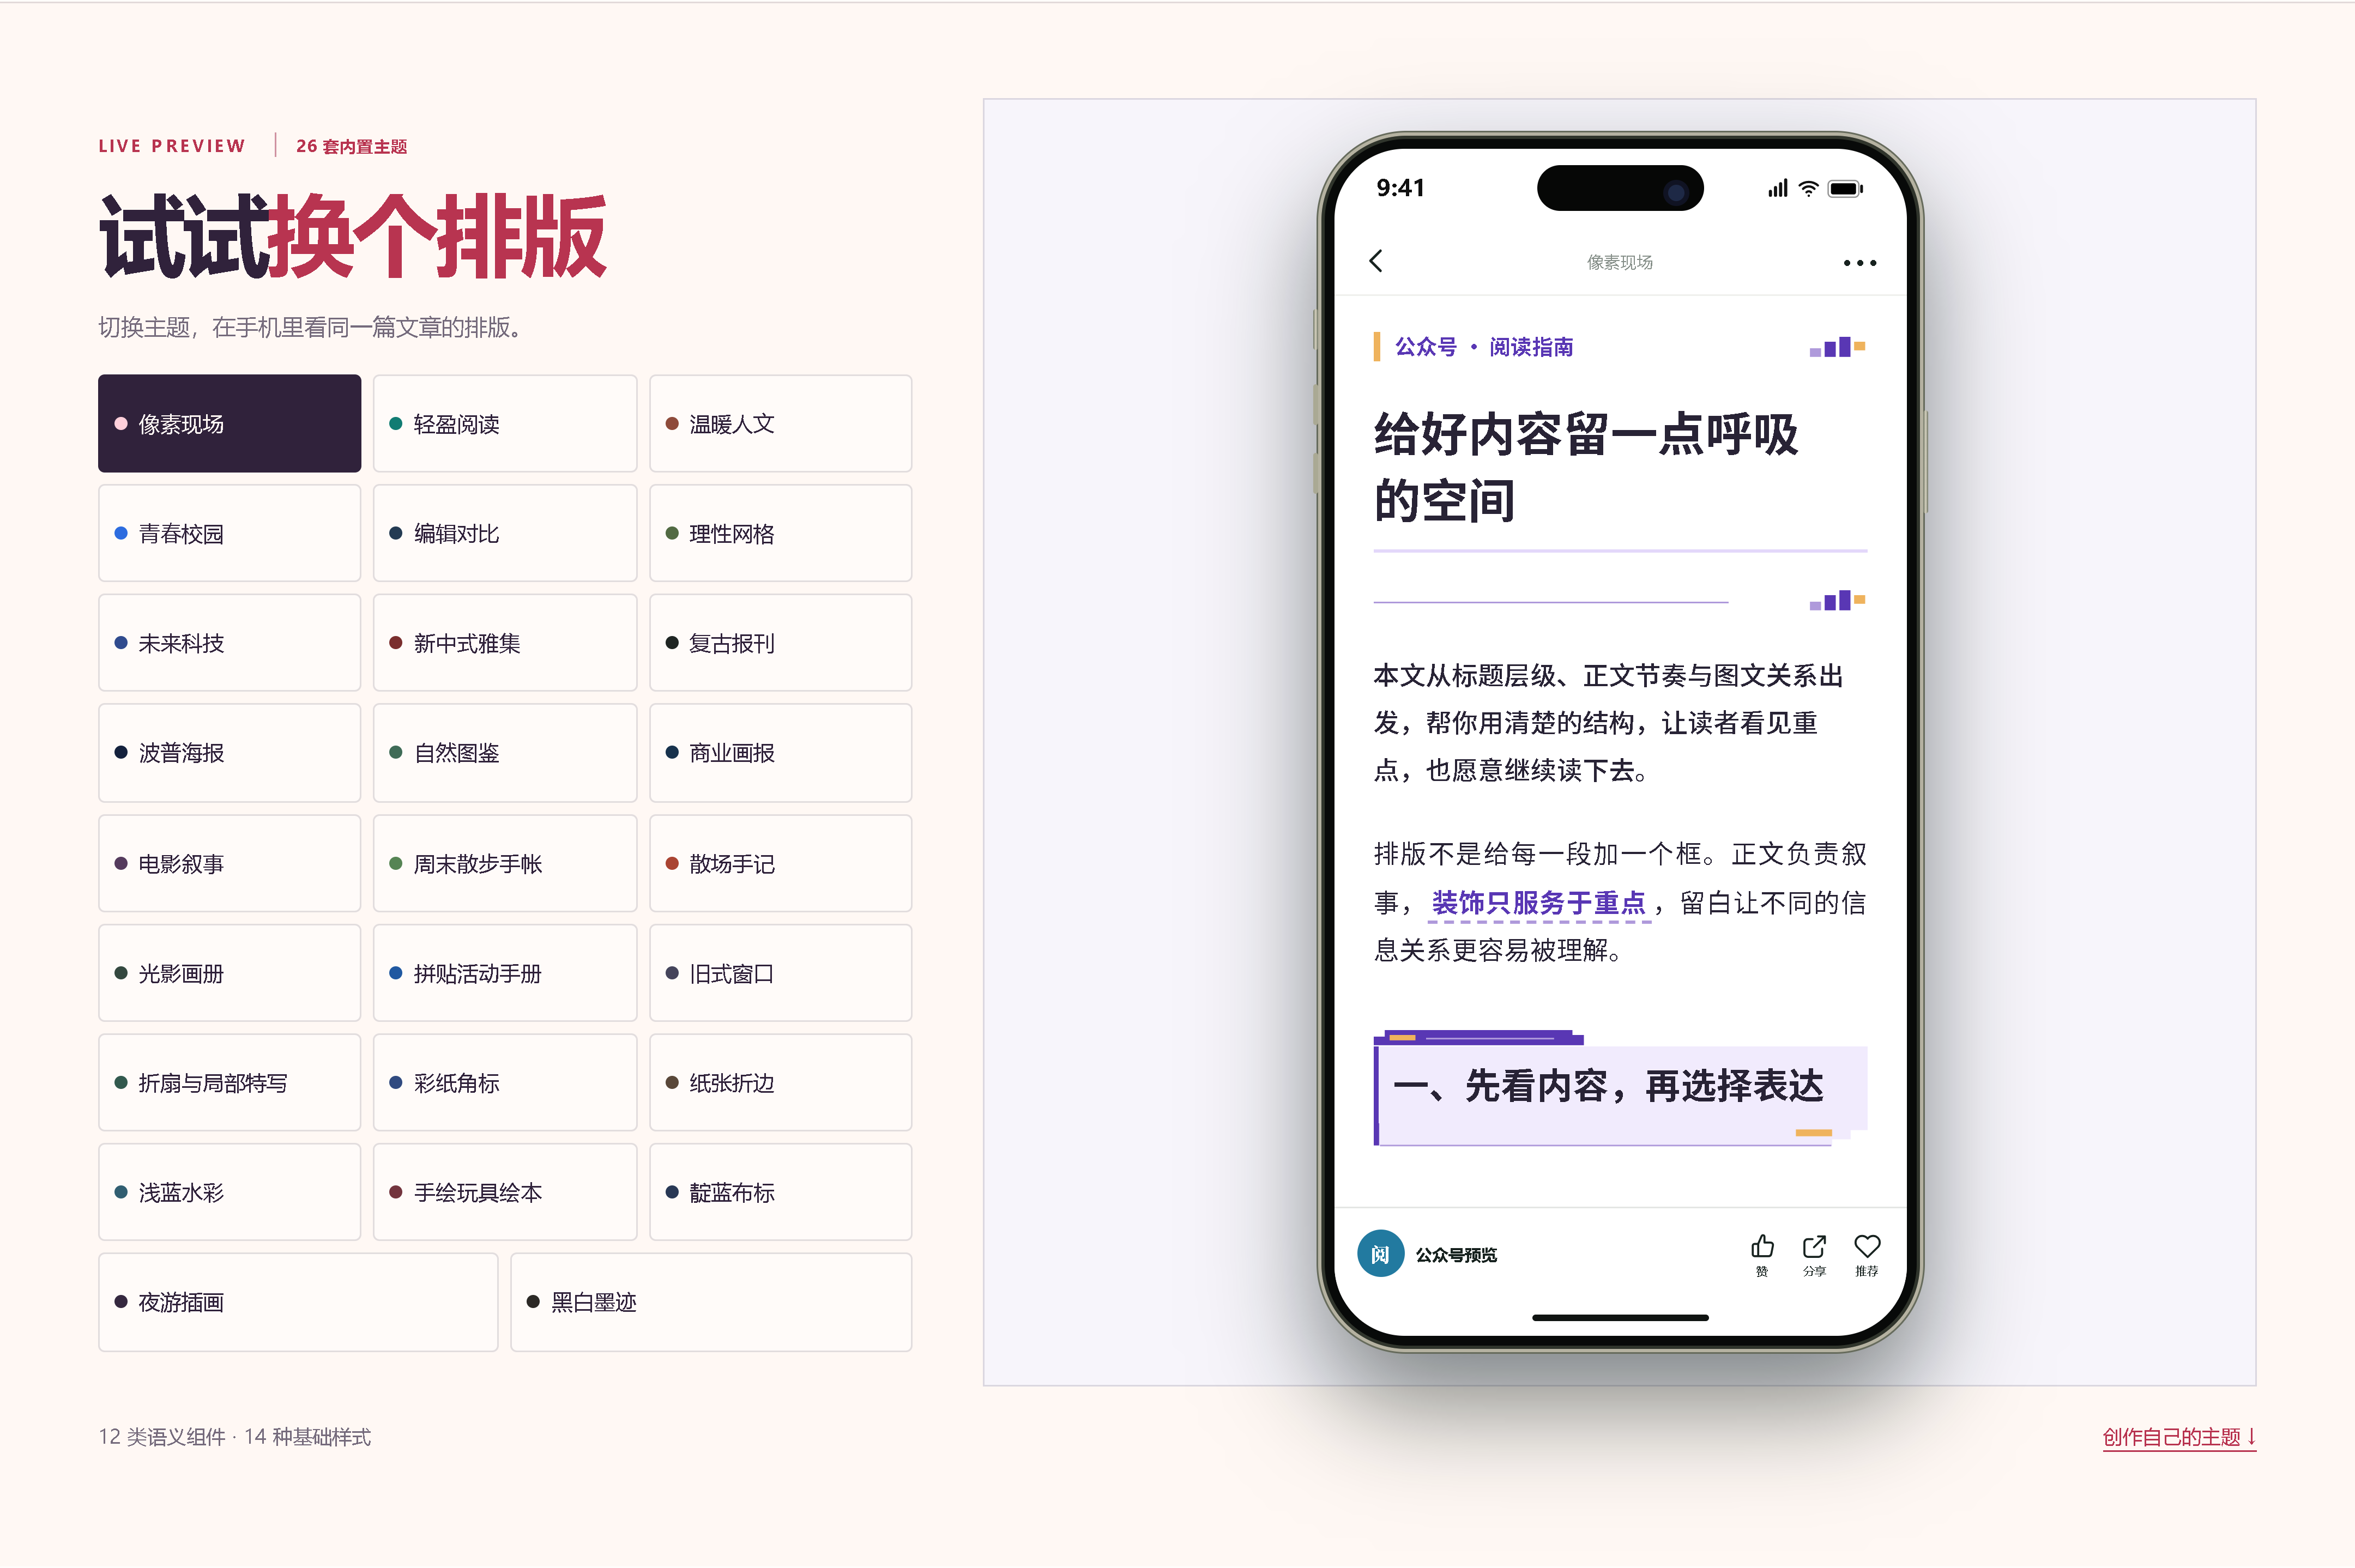 LIVE PREVIEW
26 套内置主题
试试换个排版
切换主题，在手机里看同一篇文章的排版。
像素现场
轻盈阅读
温暖人文
青春校园
编辑对比
理性网格
未来科技
新中式雅集
复古报刊
波普海报
自然图鉴
商业画报
电影叙事
周末散步手帐
散场手记
光影画册
拼贴活动手册
旧式窗口
折扇与局部特写
彩纸角标
纸张折边
浅蓝水彩
手绘玩具绘本
靛蓝布标
夜游插画
黑白墨迹
12 类语义组件 · 14 种基础样式
9:41
像素现场
公众号 · 阅读指南
给好内容留一点呼吸
的空间
本文从标题层级、正文节奏与图文关系出
发，帮你用清楚的结构，让读者看见重
点，也愿意继续读下去。
排版不是给每一段加一个框。正文负责叙
事，装饰只服务于重点，留白让不同的信
息关系更容易被理解。
一、先看内容，再选择表达
阅
公众号预览
赞
分享
推荐
创作自己的主题 ↓